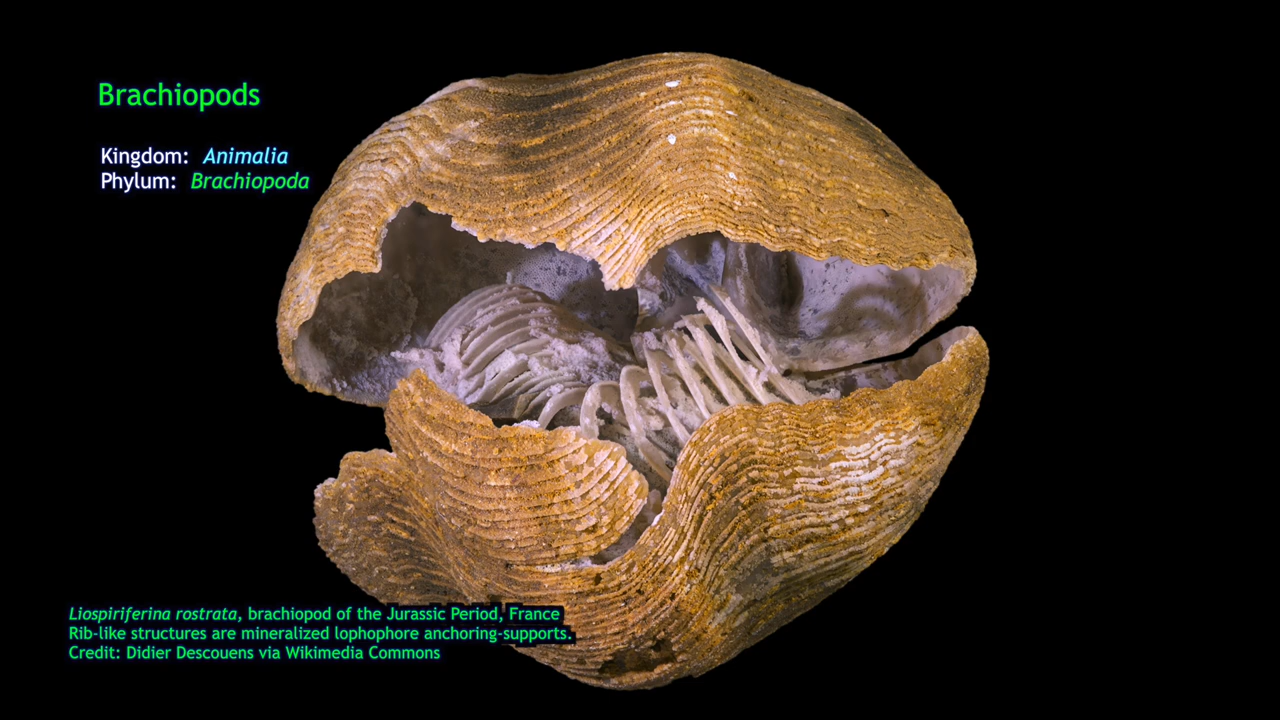 Brachiopods
Kingdom: Animalia
Phylum: Brachiopoda
Liospiriferina rostrata, brachiopod of the Jurassic Period, France
Rib-like structures are mineralized lophophore anchoring-supports.
Credit: Didier Descouens via Wikimedia Commons